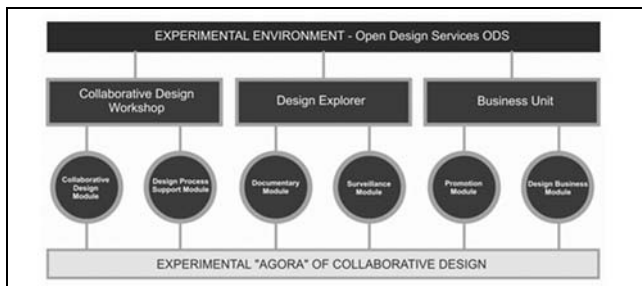 EXPERIMENTAL ENVIRONMENT - Open Design Services ODS
Collaborative Design
Workshop
Design Explorer
Business Unit
Collaborative
Design
Module
Design Process
Support Module
Documentary
Module
Surveillance
Module
Promotion
Module
Design Business
Module
EXPERIMENTAL "AGORA" OF COLLABORATIVE DESIGN